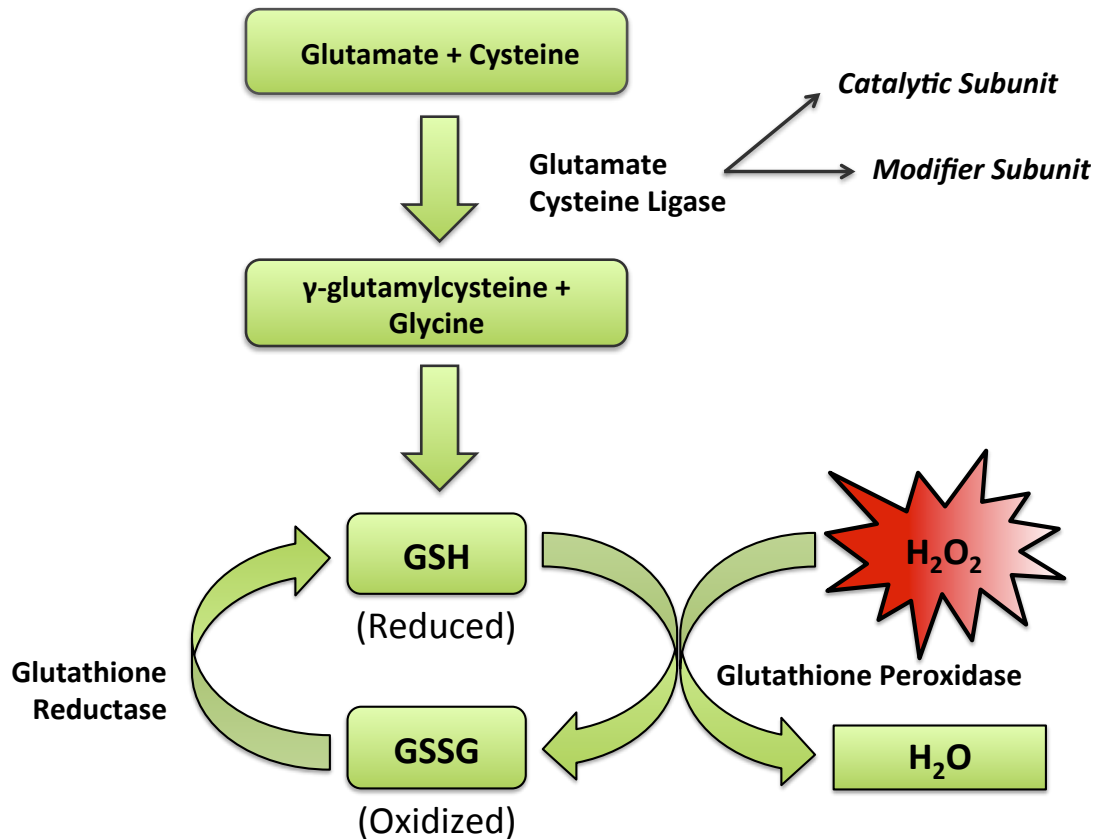 Glutamate + Cysteine
Catalytic Subunit
Glutamate
Cysteine Ligase
Modifier Subunit
γ-glutamylcysteine +
Glycine
GSH
(Reduced)
H₂O₂
Glutathione
Reductase
Glutathione Peroxidase
GSSG
(Oxidized)
H₂O